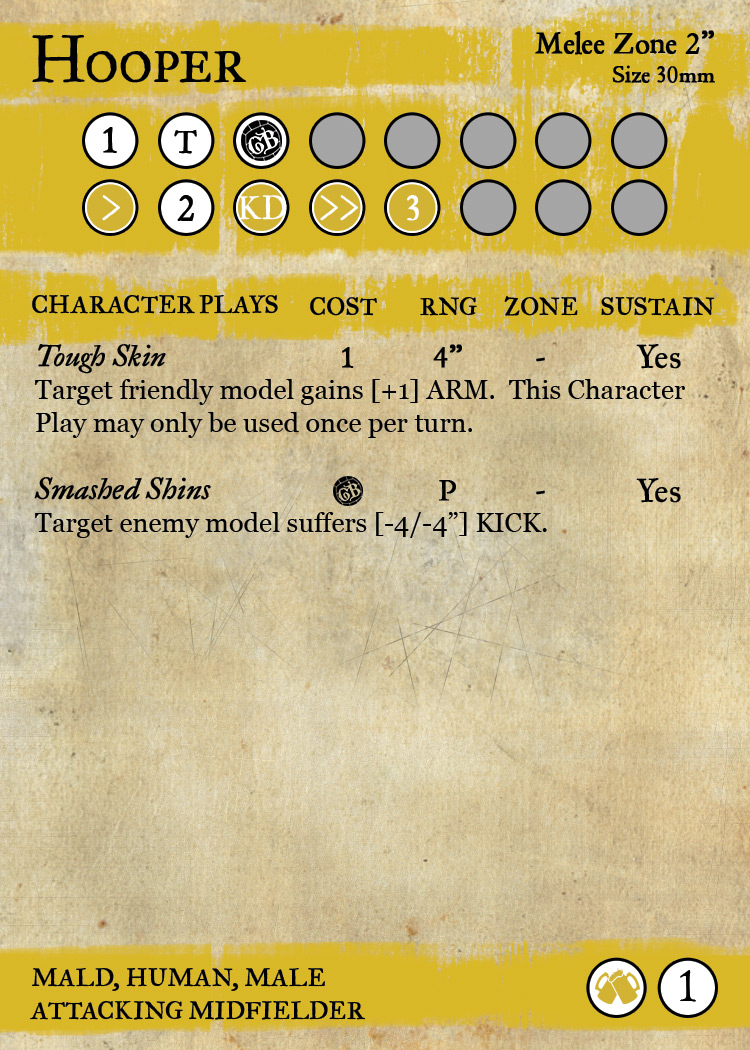 HOOPER
Melee Zone 2”
Size 30mm
1 T GB
> 2 KD >> 3
CHARACTER PLAYS COST RNG ZONE SUSTAIN
Tough Skin 1 4” - Yes
Target friendly model gains [+1] ARM. This Character
Play may only be used once per turn.
Smashed Shins GB P - Yes
Target enemy model suffers [-4/-4”] KICK.
MALD, HUMAN, MALE
ATTACKING MIDFIELDER
1